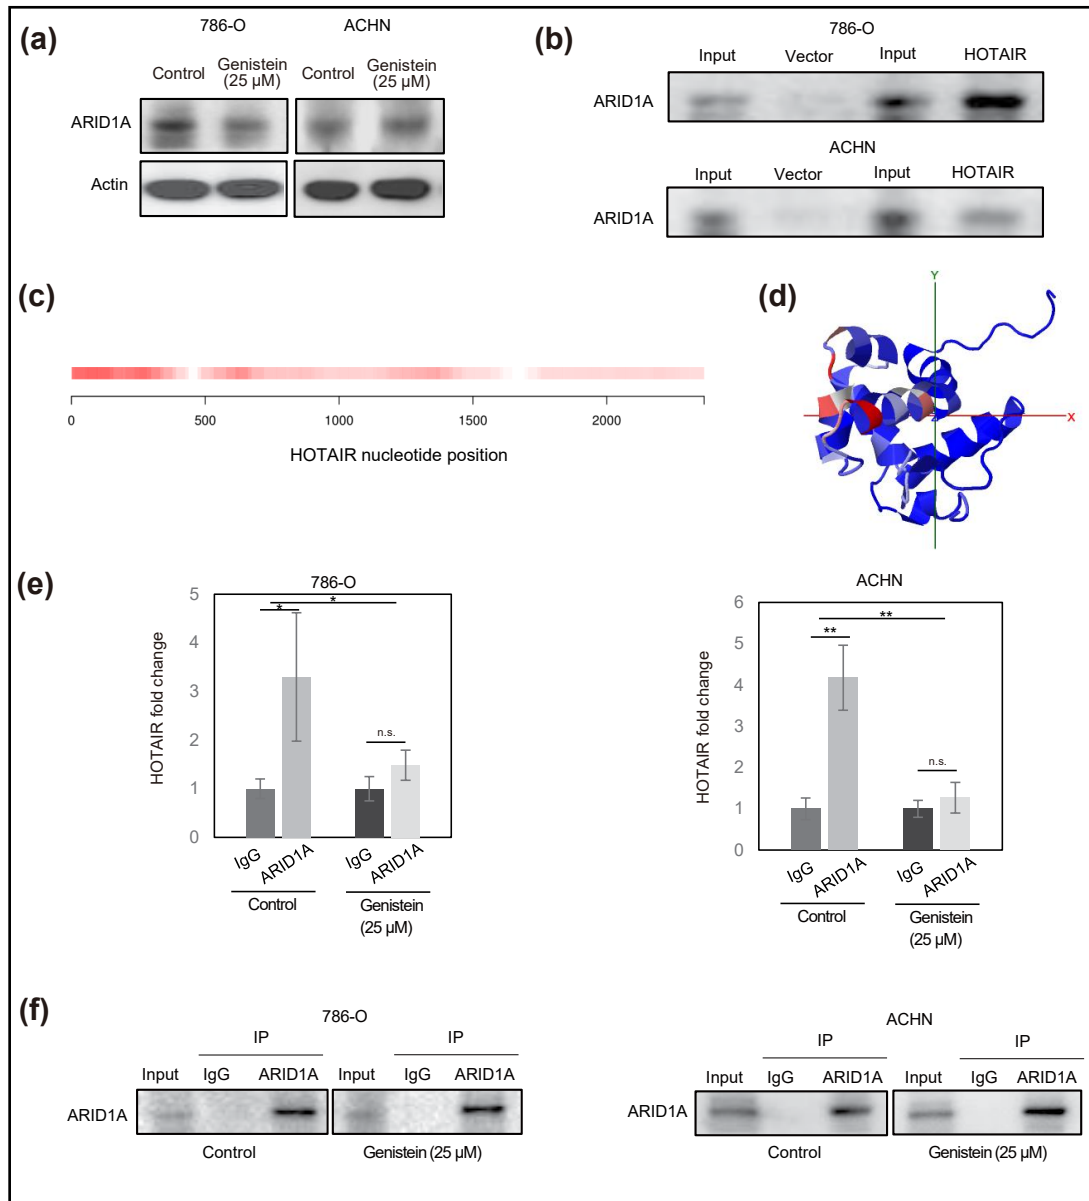 (a)
786-O
ACHN
Control
Genistein
(25 µM)
Control
Genistein
(25 µM)
ARID1A
Actin
(b)
786-O
Input
Vector
Input
HOTAIR
ARID1A
ACHN
Input
Vector
Input
HOTAIR
ARID1A
(c)
0
500
1000
1500
2000
HOTAIR nucleotide position
(d)
Y
X
Z
(e)
786-O
HOTAIR fold change
5
4
3
2
1
0
*
*
n.s.
IgG
ARID1A
IgG
ARID1A
Control
Genistein
(25 µM)
ACHN
HOTAIR fold change
6
5
4
3
2
1
0
**
**
n.s.
IgG
ARID1A
IgG
ARID1A
Control
Genistein
(25 µM)
(f)
786-O
IP
IP
Input
IgG
ARID1A
Input
IgG
ARID1A
ARID1A
Control
Genistein (25 µM)
ACHN
IP
IP
Input
IgG
ARID1A
Input
IgG
ARID1A
ARID1A
Control
Genistein (25 µM)